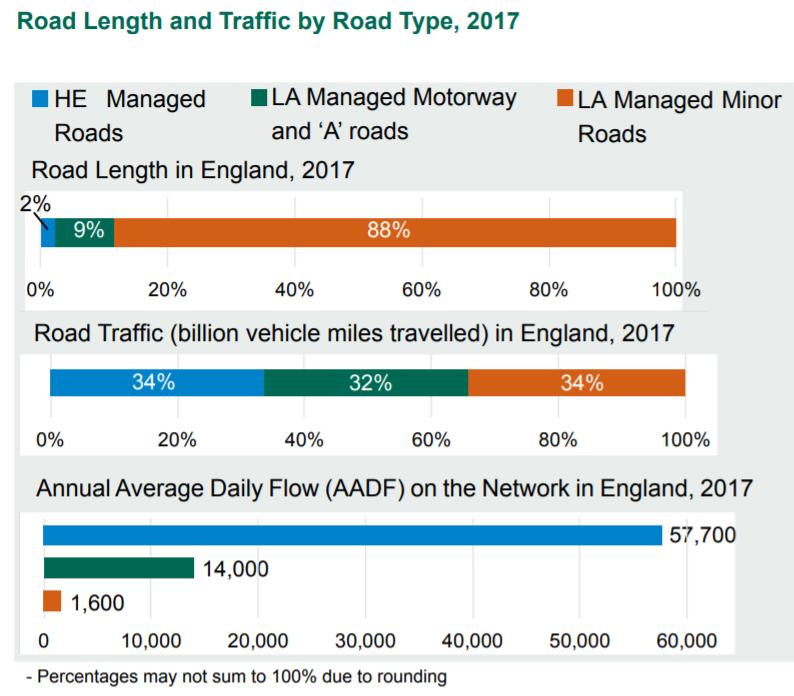 Road Length and Traffic by Road Type, 2017
HE Managed Roads
LA Managed Motorway and ‘A’ roads
LA Managed Minor Roads
Road Length in England, 2017
2%
9%
88%
0% 20% 40% 60% 80% 100%
Road Traffic (billion vehicle miles travelled) in England, 2017
34% 32% 34%
0% 20% 40% 60% 80% 100%
Annual Average Daily Flow (AADF) on the Network in England, 2017
57,700
14,000
1,600
0 10,000 20,000 30,000 40,000 50,000 60,000
- Percentages may not sum to 100% due to rounding